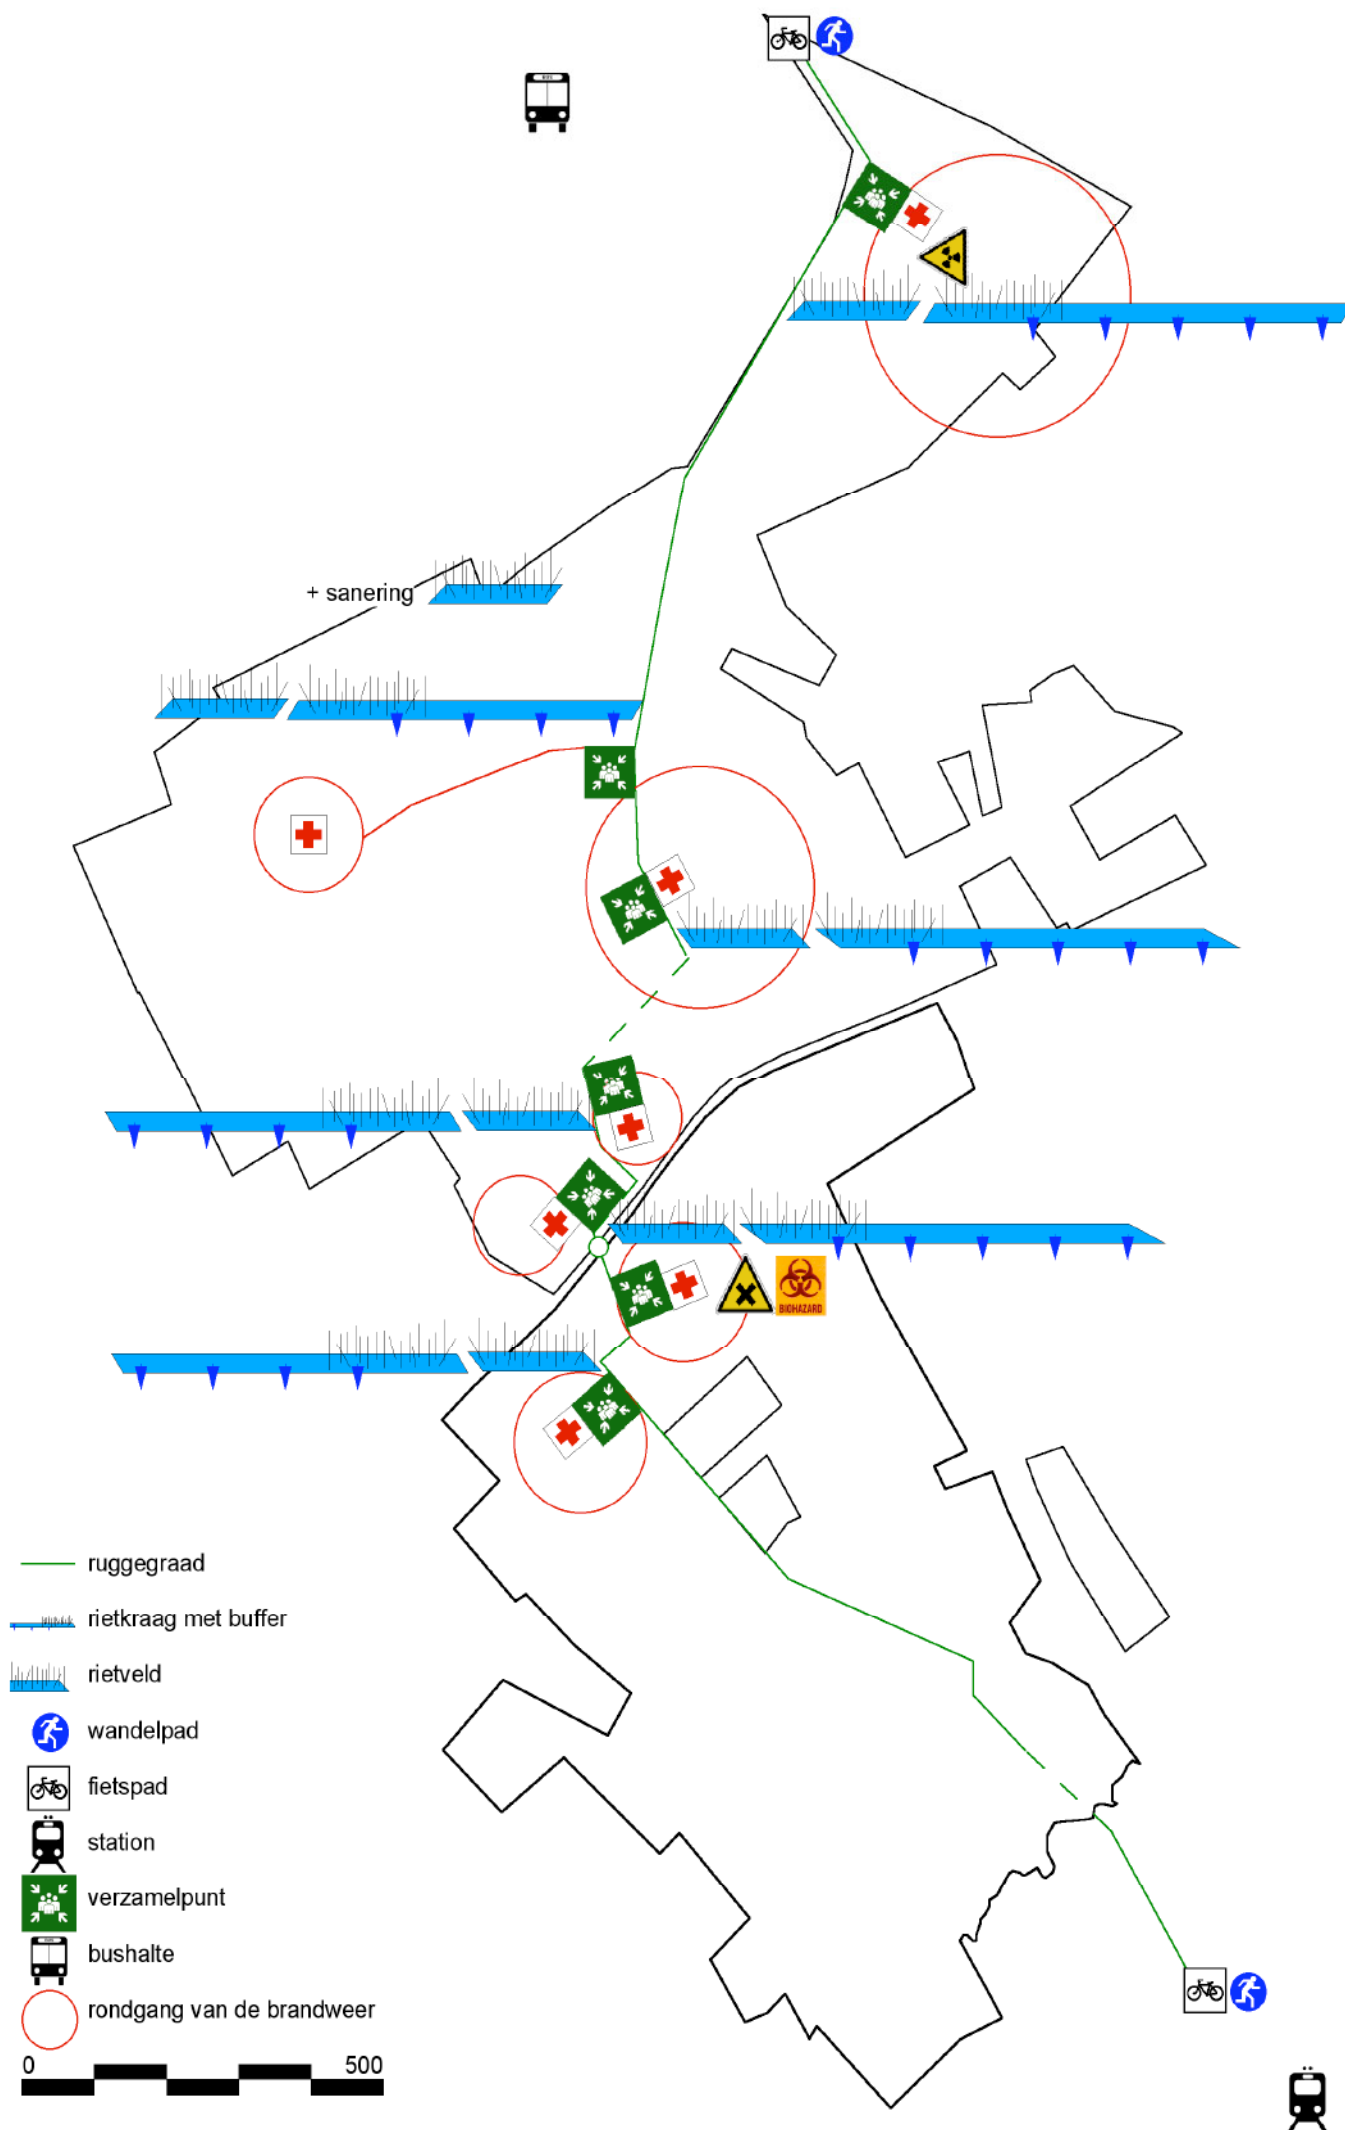 + sanering
BIOHAZARD
ruggegraad
rietkraag met buffer
rietveld
wandelpad
fietspad
station
verzamelpunt
bushalte
rondgang van de brandweer
0 500